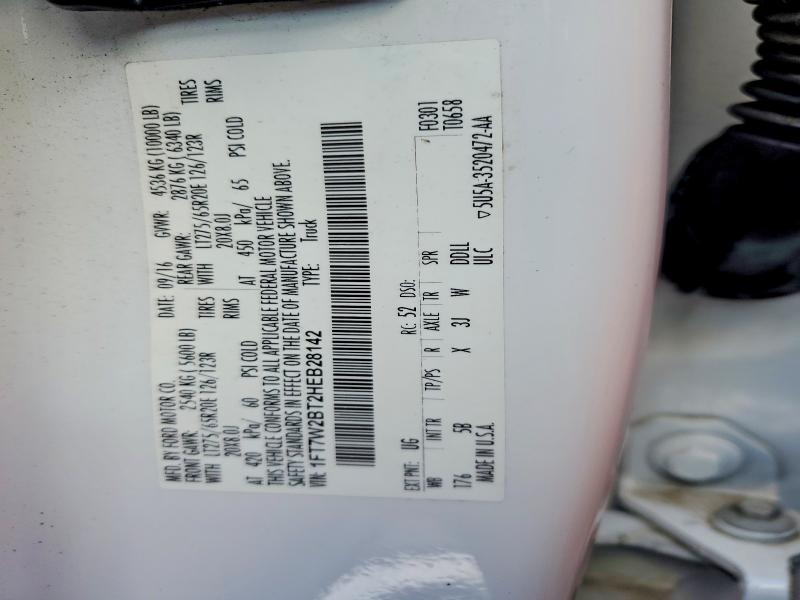 MFD. BY FORD MOTOR CO. DATE: 09/16 GVWR: 4536 KG (10000 LB)
FRONT GAWR: 2540 KG ( 5600 LB) REAR GAWR: 2876 KG ( 6340 LB)
WITH LT275/65R20E 126/123R TIRES WITH LT275/65R20E 126/123R TIRES
20X8.0J RIMS 20X8.0J RIMS
AT 420 kPa/ 60 PSI COLD AT 450 kPa/ 65 PSI COLD
THIS VEHICLE CONFORMS TO ALL APPLICABLE FEDERAL MOTOR VEHICLE
SAFETY STANDARDS IN EFFECT ON THE DATE OF MANUFACTURE SHOWN ABOVE.
VIN: 1FT7W2BT2HEB28142 TYPE: Truck
EXT PNT: UG RC: 52 DSO: F0301
WB INT TR TP/PS R AXLE TR SPR T0658
176 5B X 3J W DDLL
MADE IN U.S.A. ULC ▽5U5A-3520472-AA